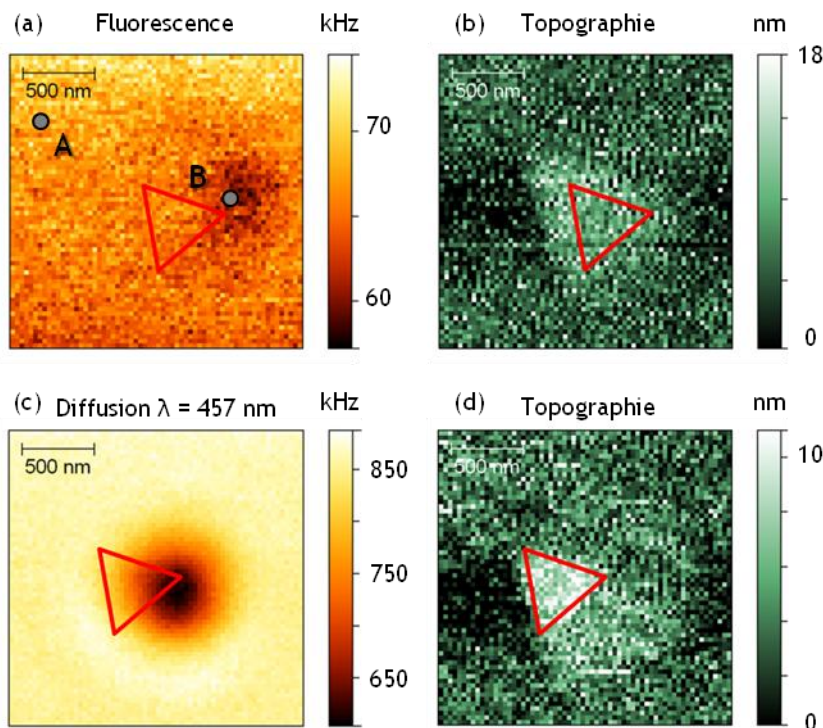 (a) Fluorescence kHz
500 nm
A
B
70
60
(b) Topographie nm
500 nm
18
0
(c) Diffusion λ = 457 nm kHz
500 nm
850
750
650
(d) Topographie nm
500 nm
10
0